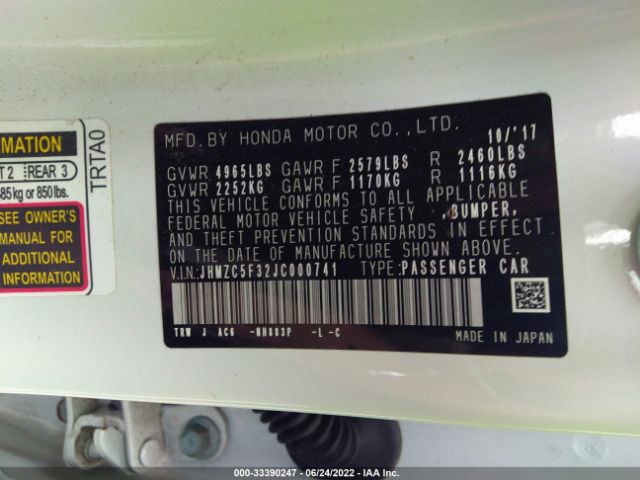 MATION
T 2 REAR 3
85 kg or 850 lbs.
SEE OWNER'S
MANUAL FOR
ADDITIONAL
INFORMATION
TRTA0
MFD. BY HONDA MOTOR CO., LTD. 10/'17
GVWR 4965LBS GAWR F 2579LBS R 2460LBS
GVWR 2252KG GAWR F 1170KG R 1116KG
THIS VEHICLE CONFORMS TO ALL APPLICABLE
FEDERAL MOTOR VEHICLE SAFETY ,BUMPER,
AND THEFT PREVENTION STANDARDS IN EFFECT
ON THE DATE OF MANUFACTURE SHOWN ABOVE.
V.I.N.: JHMZC5F32JC000741 TYPE: PASSENGER CAR
TRW J AC6 -NH883P -L -C
MADE IN JAPAN
000-33390247 - 06/24/2022 - IAA Inc.